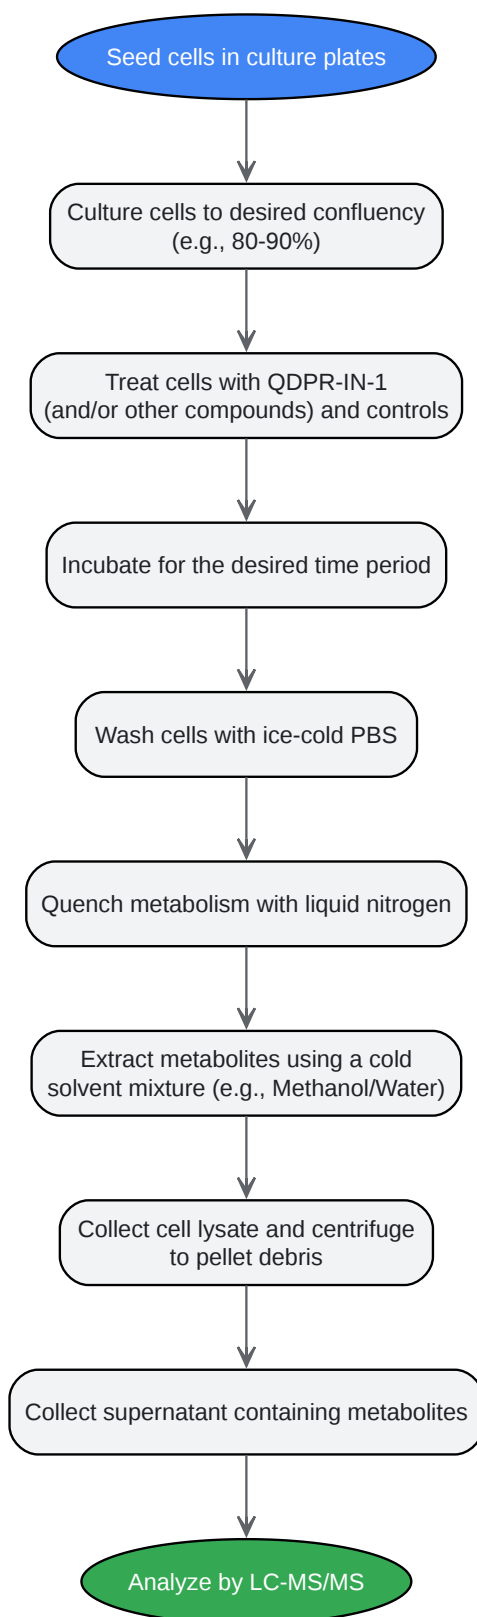 Seed cells in culture plates
Culture cells to desired confluency
(e.g., 80-90%)
Treat cells with QDPR-IN-1
(and/or other compounds) and controls
Incubate for the desired time period
Wash cells with ice-cold PBS
Quench metabolism with liquid nitrogen
Extract metabolites using a cold
solvent mixture (e.g., Methanol/Water)
Collect cell lysate and centrifuge
to pellet debris
Collect supernatant containing metabolites
Analyze by LC-MS/MS